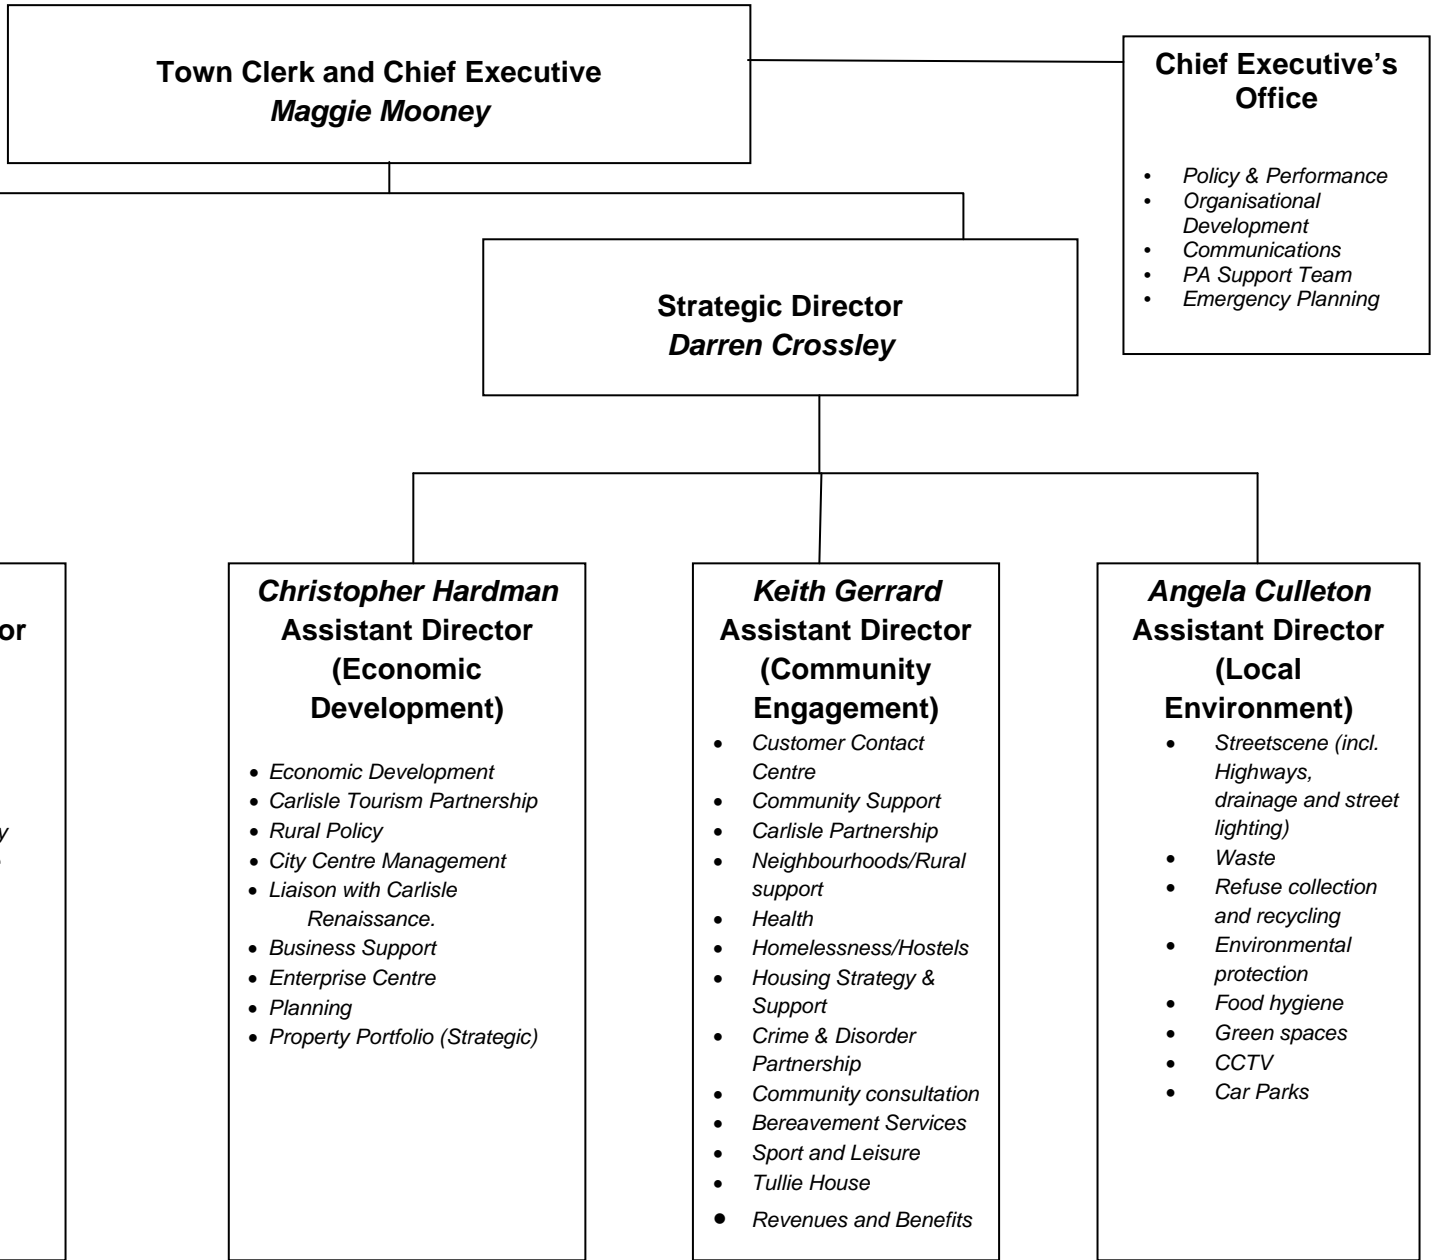 Town Clerk and Chief Executive
Maggie Mooney
Chief Executive’s
Office
• Policy & Performance
• Organisational
Development
• Communications
• PA Support Team
• Emergency Planning
Strategic Director
Darren Crossley
or
y
Christopher Hardman
Assistant Director
(Economic
Development)
• Economic Development
• Carlisle Tourism Partnership
• Rural Policy
• City Centre Management
• Liaison with Carlisle
Renaissance.
• Business Support
• Enterprise Centre
• Planning
• Property Portfolio (Strategic)
Keith Gerrard
Assistant Director
(Community
Engagement)
• Customer Contact
Centre
• Community Support
• Carlisle Partnership
• Neighbourhoods/Rural
support
• Health
• Homelessness/Hostels
• Housing Strategy &
Support
• Crime & Disorder
Partnership
• Community consultation
• Bereavement Services
• Sport and Leisure
• Tullie House
• Revenues and Benefits
Angela Culleton
Assistant Director
(Local
Environment)
• Streetscene (incl.
Highways,
drainage and street
lighting)
• Waste
• Refuse collection
and recycling
• Environmental
protection
• Food hygiene
• Green spaces
• CCTV
• Car Parks